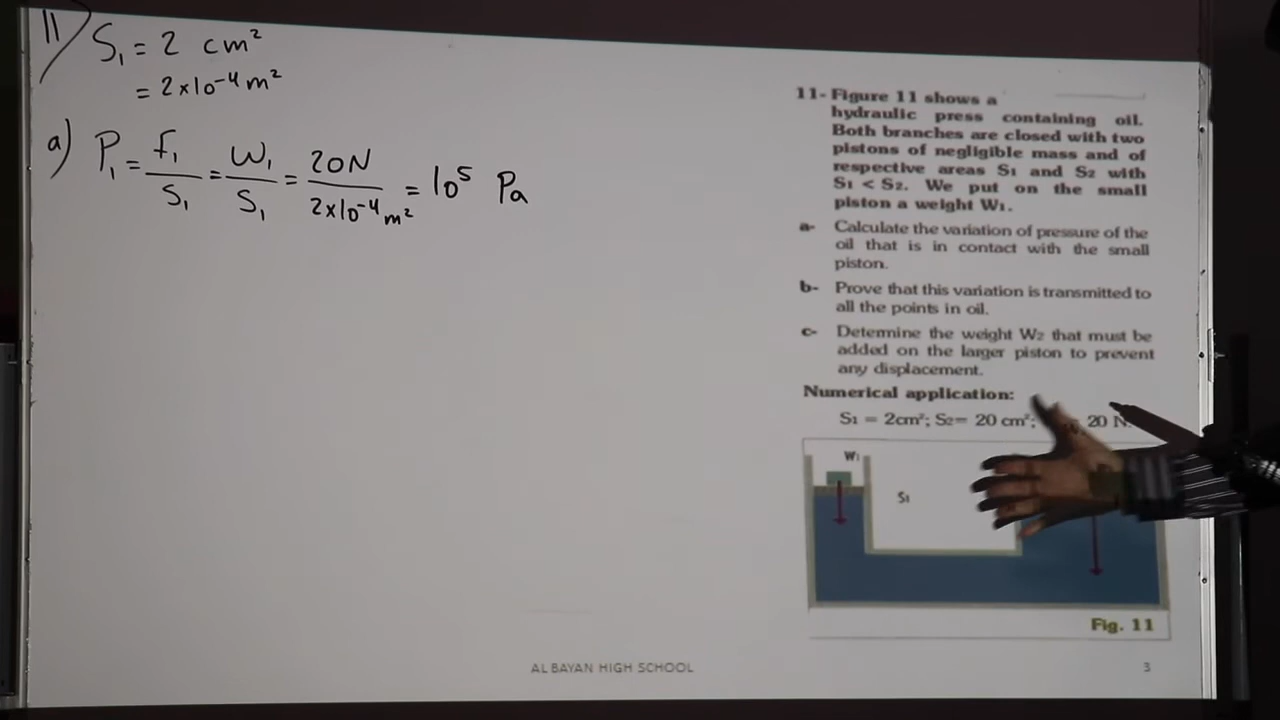 11)
S₁ = 2 cm²
= 2×10⁻⁴ m²
a) P₁ = f₁/S₁ = W₁/S₁ = 20N/2×10⁻⁴ m² = 10⁵ Pa
11- Figure 11 shows a
hydraulic press containing oil.
Both branches are closed with two
pistons of negligible mass and of
respective areas S₁ and S₂ with
S₁ < S₂. We put on the small
piston a weight W₁.
a- Calculate the variation of pressure of the
oil that is in contact with the small
piston.
b- Prove that this variation is transmitted to
all the points in oil.
c- Determine the weight W₂ that must be
added on the larger piston to prevent
any displacement.
Numerical application:
S₁ = 2cm²; S₂= 20 cm²; 20 N.
W₁
S₁
Fig. 11
AL BAYAN HIGH SCHOOL
3